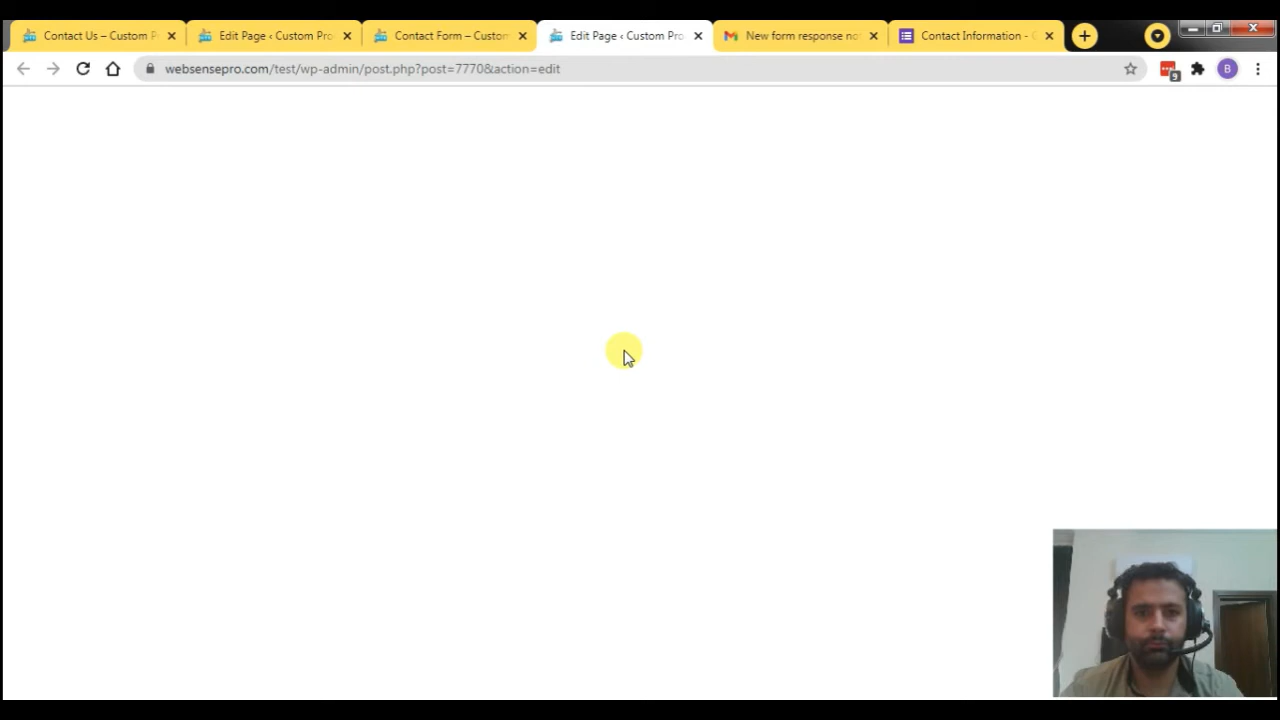 Contact Us – Custom P
Edit Page ‹ Custom Pro
Contact Form – Custom
Edit Page ‹ Custom Pro
New form response no
Contact Information - G
websensepro.com/test/wp-admin/post.php?post=7770&action=edit
9
B